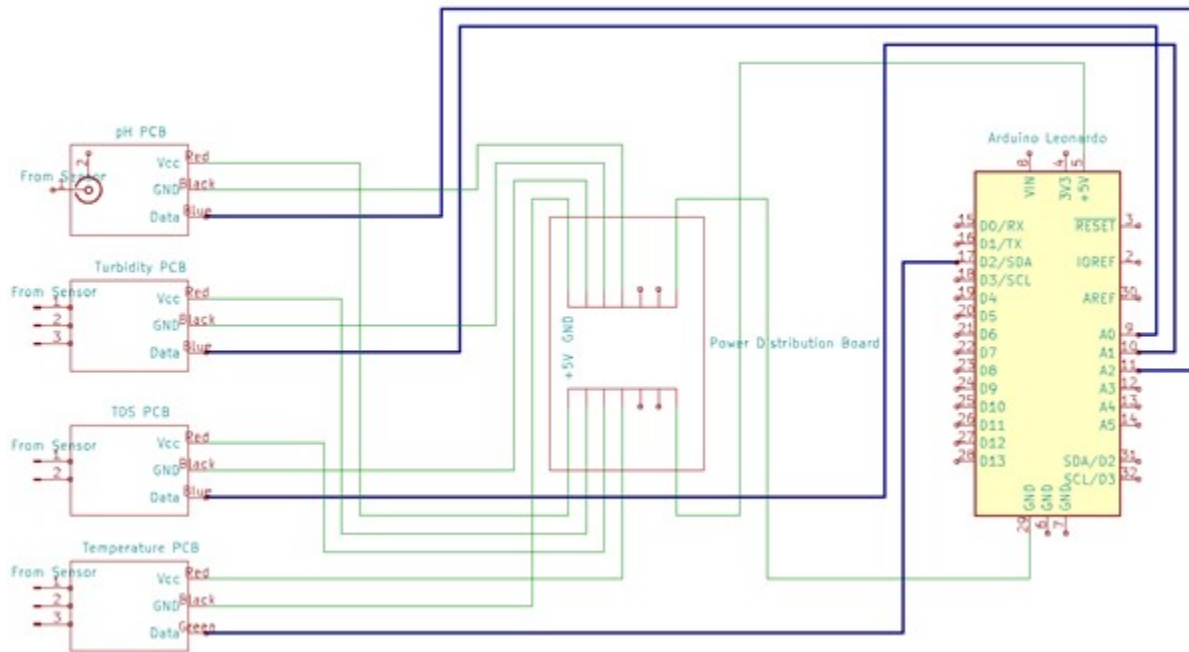 pH PCB
2
From Sensor
1
Vcc
Red
GND
Black
Data
Blue
Turbidity PCB
From Sensor
1
2
3
Vcc
Red
GND
Black
Data
Blue
TDS PCB
From Sensor
1
2
Vcc
Red
GND
Black
Data
Blue
Temperature PCB
From Sensor
1
2
3
Vcc
Red
GND
Black
Data
Green
+5V GND
Power Distribution Board
Arduino Leonardo
8 4 5
VIN 3V3 +5V
15 D0/RX
16 D1/TX
17 D2/SDA
18 D3/SCL
19 D4
20 D5
21 D6
22 D7
23 D8
24 D9
25 D10
26 D11
27 D12
28 D13
RESET 3
IOREF 2
AREF 30
A0 9
A1 10
A2 11
A3 12
A4 13
A5 14
SDA/D2 31
SCL/D3 32
GND GND GND
29 6 7